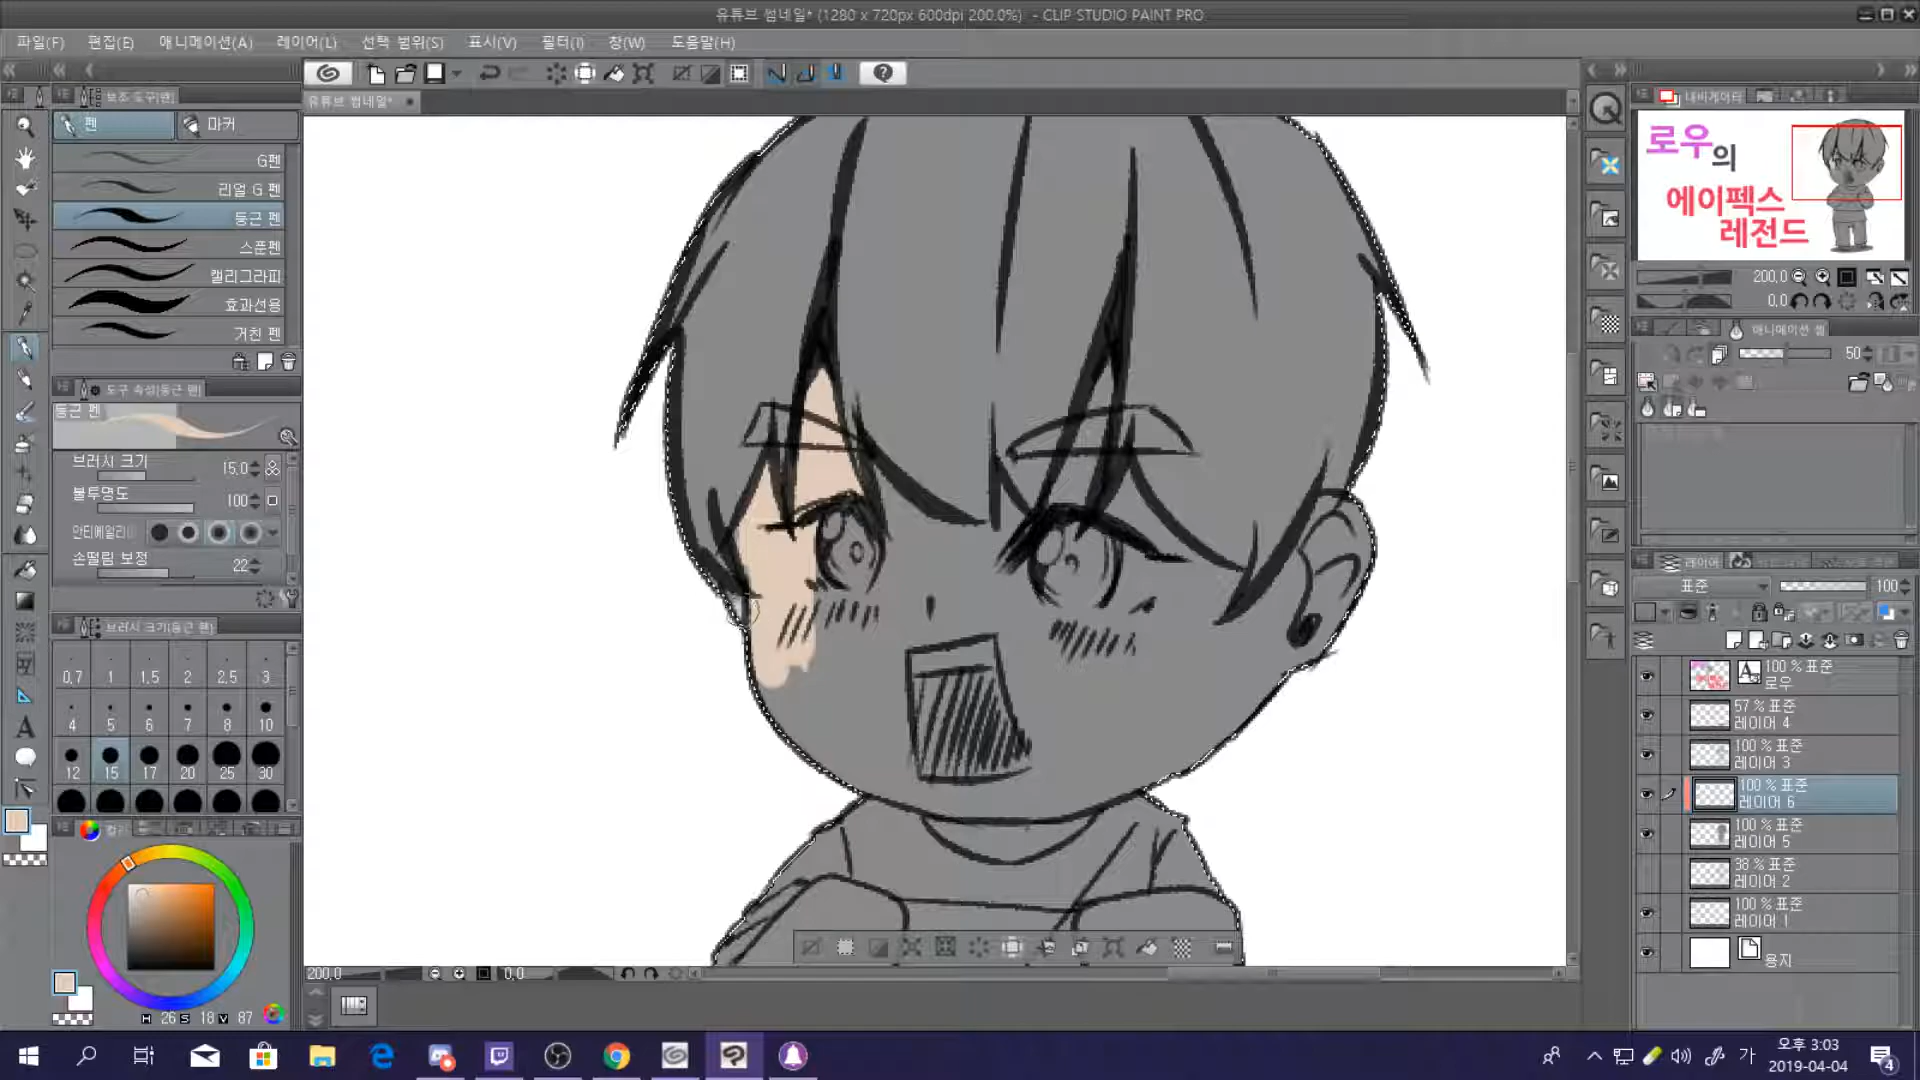 유튜브 썸네일* (1280 x 720px 600dpi 200.0%) - CLIP STUDIO PAINT PRO
파일(F) 편집(E) 애니메이션(A) 레이어(L) 선택 범위(S) 표시(V) 필터(I) 창(W) 도움말(H)
보조 도구[펜]
유튜브 썸네일*
내비게이터
펜 마커
G펜
리얼 G 펜
둥근 펜
스푼펜
캘리그라피
효과선용
거친 펜
로우의
에이펙스
레전드
200.0
0.0
애니메이션 셀
50
도구 속성[둥근 펜]
둥근 펜
브러시 크기 15.0
불투명도 100
안티에일리
손떨림 보정 22
브러시 크기[둥근 펜]
0.7 1 1.5 2 2.5 3
4 5 6 7 8 10
12 15 17 20 25 30
레이어
표준 100
100 % 표준
로우
57 % 표준
레이어 4
100 % 표준
레이어 3
100 % 표준
레이어 6
100 % 표준
레이어 5
38 % 표준
레이어 2
100 % 표준
레이어 1
용지
200.0 0.0
H 26 S 18 V 87
가
오후 3:03
2019-04-04
4